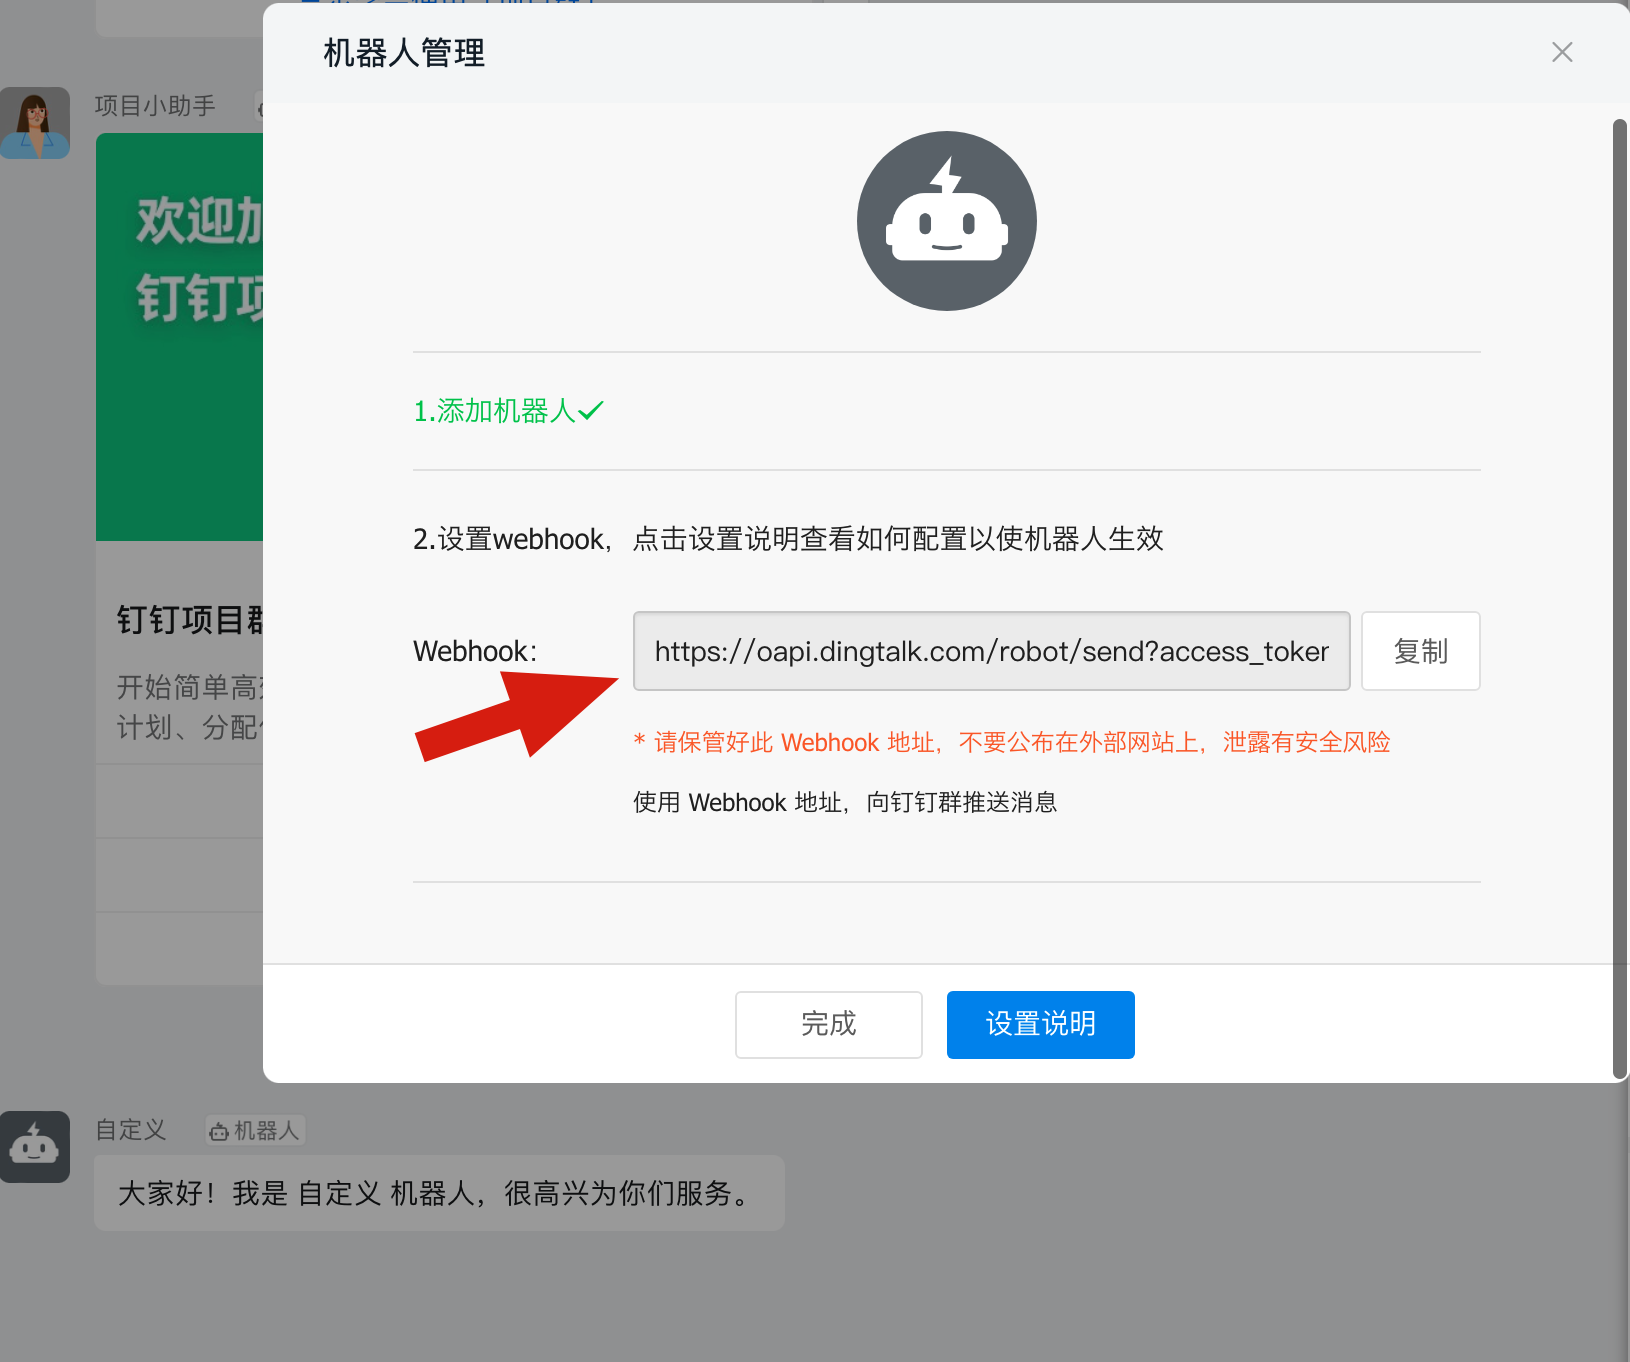 机器人管理
项目小助手
欢迎加
钉钉项
1.添加机器人
2.设置webhook，点击设置说明查看如何配置以使机器人生效
钉钉项目群
Webhook:
https://oapi.dingtalk.com/robot/send?access_token
复制
开始简单高
计划、分配
* 请保管好此 Webhook 地址，不要公布在外部网站上，泄露有安全风险
使用 Webhook 地址，向钉钉群推送消息
完成
设置说明
自定义
机器人
大家好！我是 自定义 机器人，很高兴为你们服务。